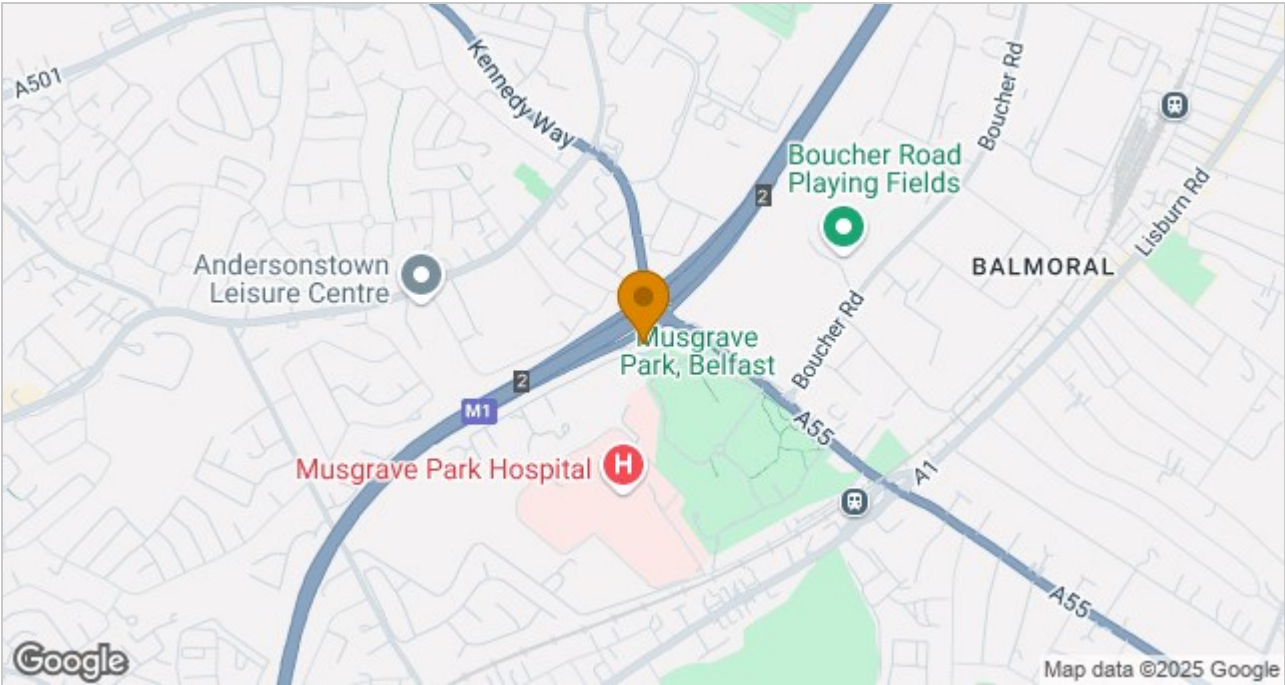 A501
Kennedy Way
Boucher Rd
2
Boucher Road
Playing Fields
Lisburn Rd
BALMORAL
Andersonstown
Leisure Centre
Boucher Rd
Musgrave
Park, Belfast
2
M1
A55
Musgrave Park Hospital
H
A1
A55
Google
Map data ©2025 Google